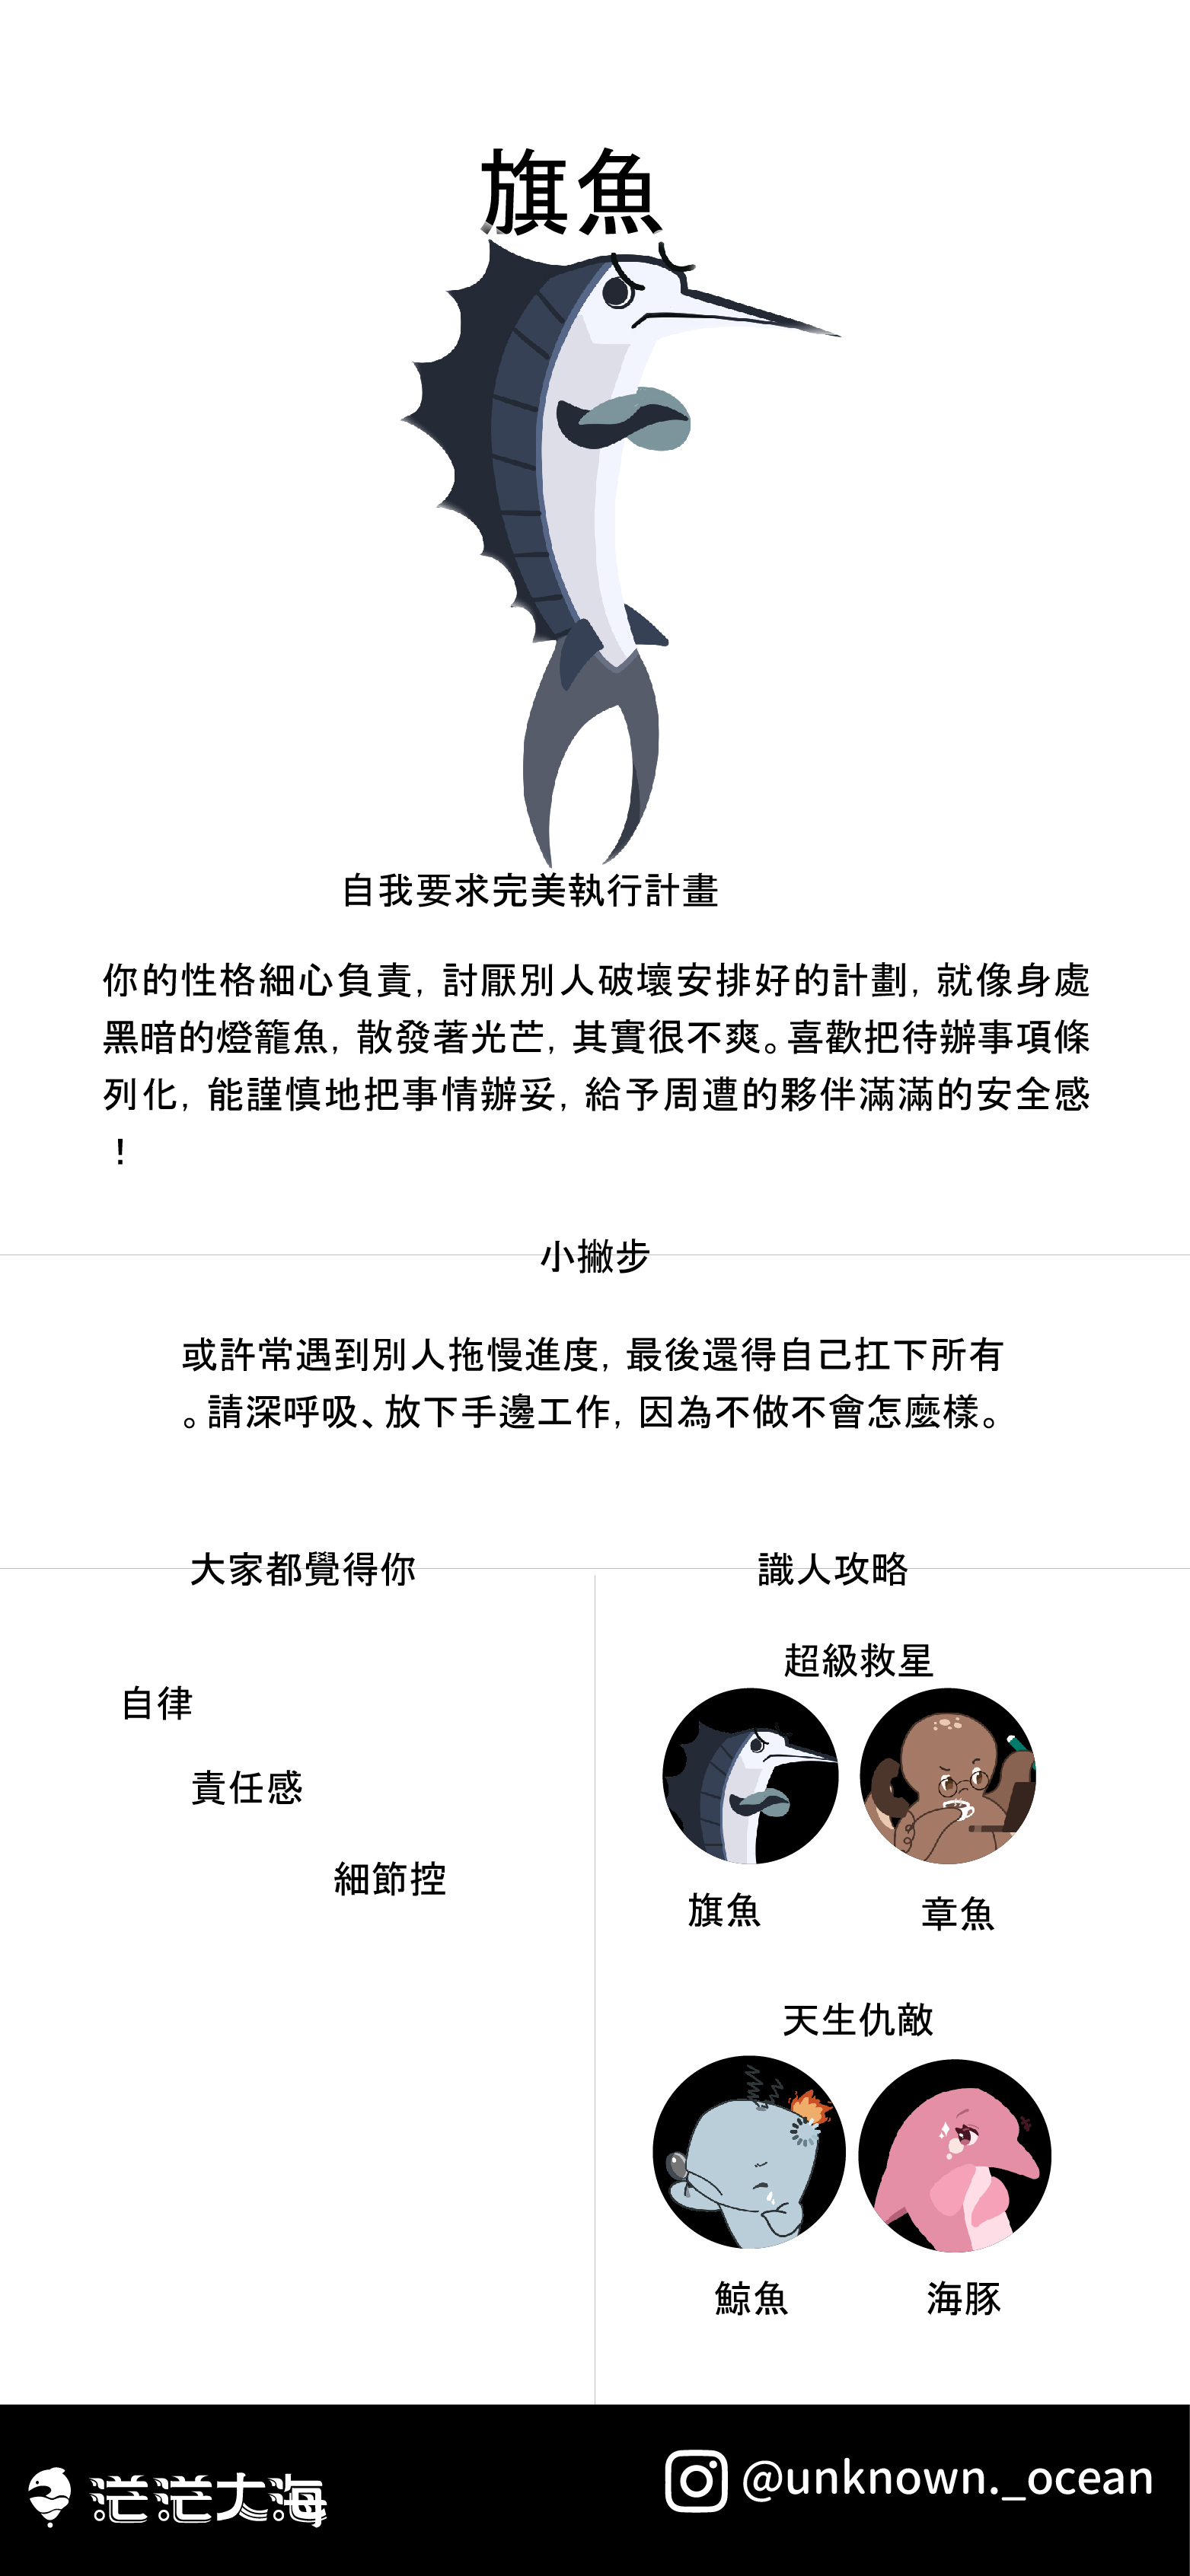 旗魚
自我要求完美執行計畫
你的性格細心負責，討厭別人破壞安排好的計劃，就像身處
黑暗的燈籠魚，散發著光芒，其實很不爽。喜歡把待辦事項條
列化，能謹慎地把事情辦妥，給予周遭的夥伴滿滿的安全感
！
小撇步
或許常遇到別人拖慢進度，最後還得自己扛下所有
。請深呼吸、放下手邊工作，因為不做不會怎麼樣。
大家都覺得你
自律
責任感
細節控
識人攻略
超級救星
旗魚
章魚
天生仇敵
鯨魚
海豚
茫茫大海
@unknown._ocean